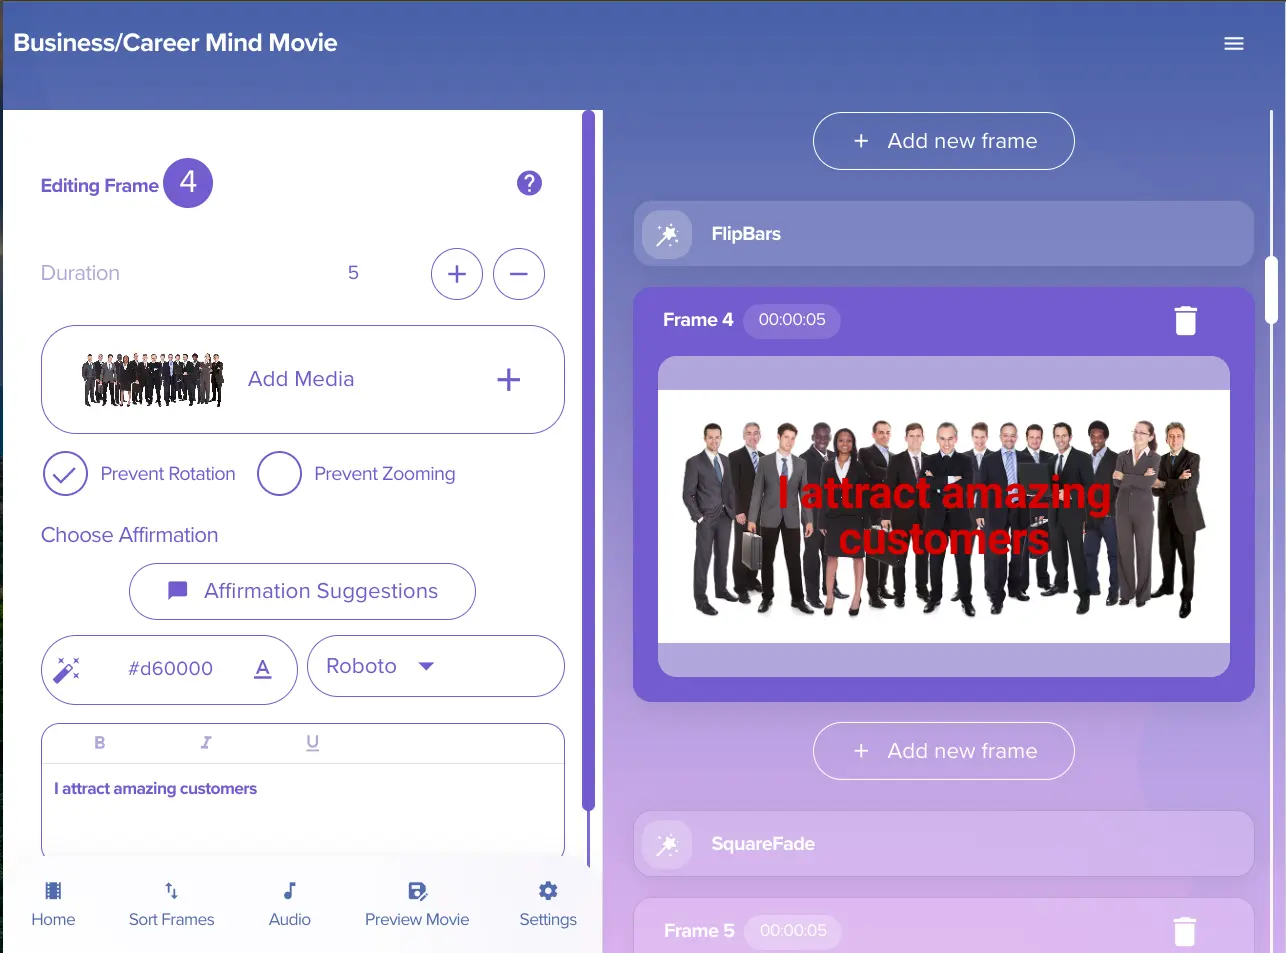 Business/Career Mind Movie
Editing Frame 4
?
Duration 5
Add Media
Prevent Rotation Prevent Zooming
Choose Affirmation
Affirmation Suggestions
#d60000 A Roboto
B I U
I attract amazing customers
Home Sort Frames Audio Preview Movie Settings
+ Add new frame
FlipBars
Frame 4 00:00:05
I attract amazing
customers
+ Add new frame
SquareFade
Frame 5 00:00:05